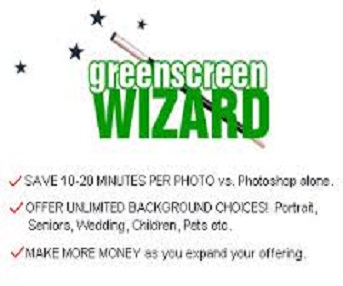 greenscreen
WIZARD
SAVE 10-20 MINUTES PER PHOTO vs. Photoshop alone.
OFFER UNLIMITED BACKGROUND CHOICES! Portrait,
Seniors, Wedding, Children, Pets etc.
MAKE MORE MONEY as you expand your offering.